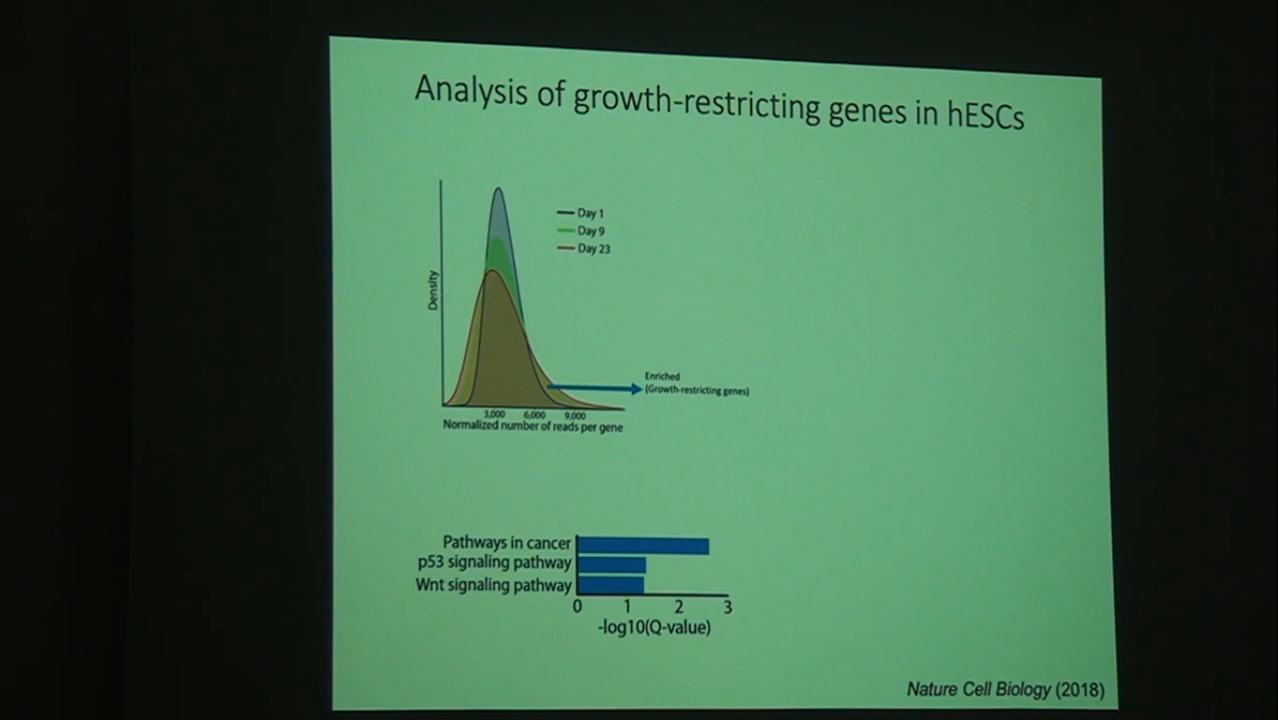 Analysis of growth-restricting genes in hESCs
Day 1
Day 9
Day 23
Density
Enriched
(Growth-restricting genes)
3,000 6,000 9,000
Normalized number of reads per gene
Pathways in cancer
p53 signaling pathway
Wnt signaling pathway
0 1 2 3
-log10(Q-value)
Nature Cell Biology (2018)